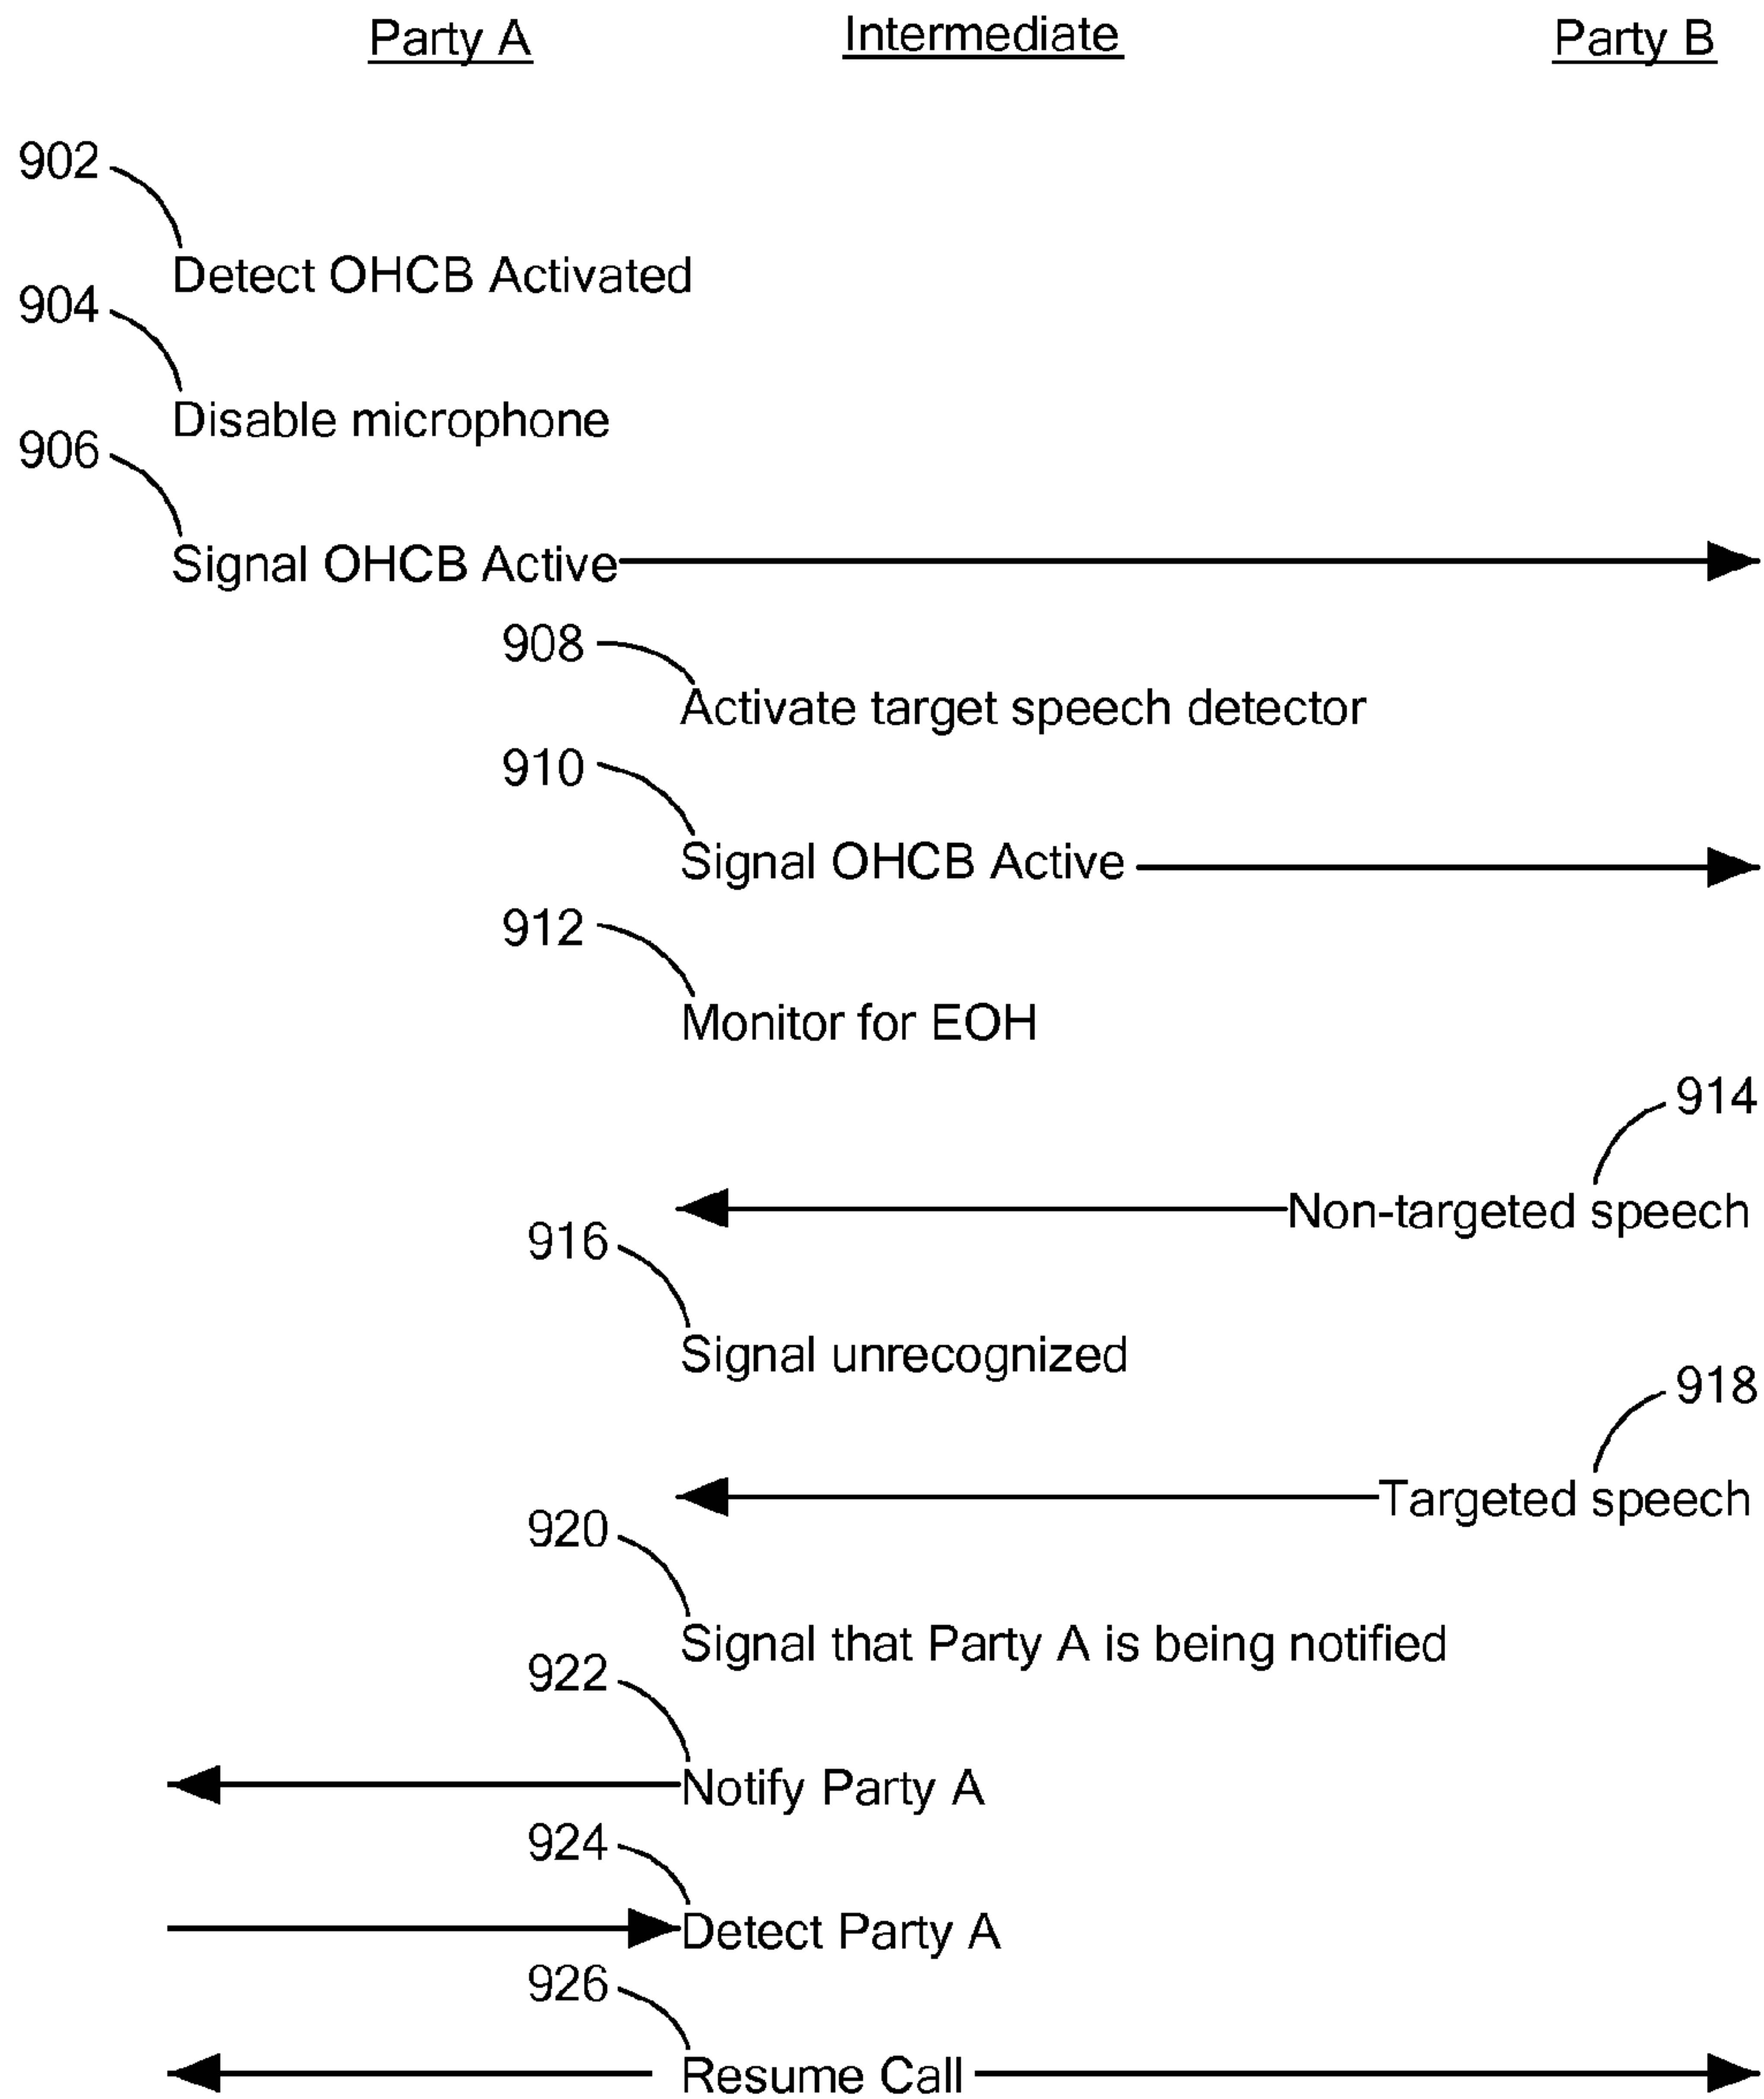 Party A Intermediate Party B
902
Detect OHCB Activated
904
Disable microphone
906
Signal OHCB Active
908
Activate target speech detector
910
Signal OHCB Active
912
Monitor for EOH
914
Non-targeted speech
916
Signal unrecognized
918
Targeted speech
920
Signal that Party A is being notified
922
Notify Party A
924
Detect Party A
926
Resume Call